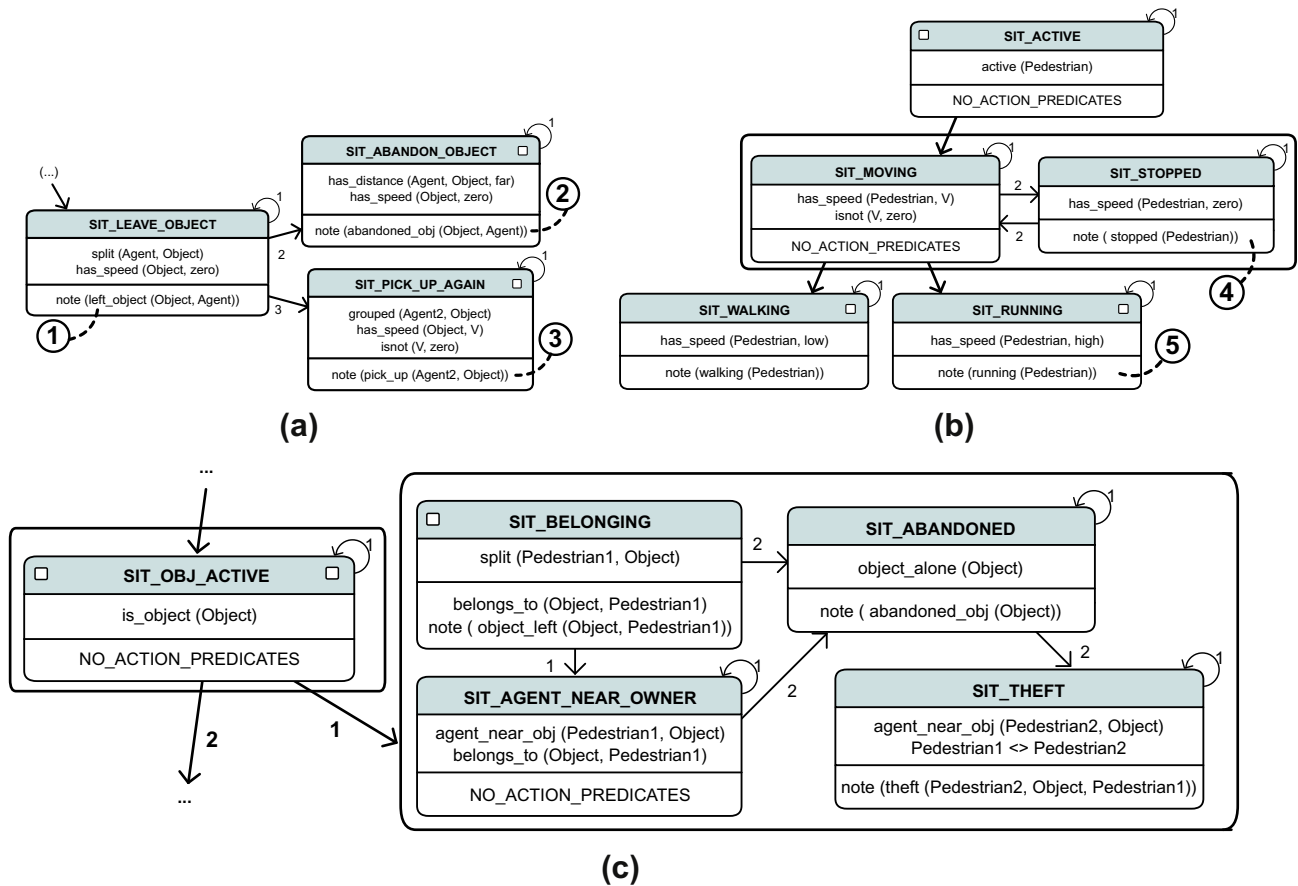 (...)
1
SIT_LEAVE_OBJECT
split (Agent, Object)
has_speed (Object, zero)
note (left_object (Object, Agent))
1
2
3
1
SIT_ABANDON_OBJECT
has_distance (Agent, Object, far)
has_speed (Object, zero)
note (abandoned_obj (Object, Agent))
2
1
SIT_PICK_UP_AGAIN
grouped (Agent2, Object)
has_speed (Object, V)
isnot (V, zero)
note (pick_up (Agent2, Object))
3
(a)
1
SIT_ACTIVE
active (Pedestrian)
NO_ACTION_PREDICATES
1
SIT_MOVING
has_speed (Pedestrian, V)
isnot (V, zero)
NO_ACTION_PREDICATES
2
2
1
SIT_STOPPED
has_speed (Pedestrian, zero)
note ( stopped (Pedestrian))
4
1
SIT_WALKING
has_speed (Pedestrian, low)
note (walking (Pedestrian))
1
SIT_RUNNING
has_speed (Pedestrian, high)
note (running (Pedestrian))
5
(b)
...
1
SIT_OBJ_ACTIVE
is_object (Object)
NO_ACTION_PREDICATES
2
1
...
SIT_BELONGING
split (Pedestrian1, Object)
belongs_to (Object, Pedestrian1)
note ( object_left (Object, Pedestrian1))
2
1
1
SIT_AGENT_NEAR_OWNER
agent_near_obj (Pedestrian1, Object)
belongs_to (Object, Pedestrian1)
NO_ACTION_PREDICATES
2
1
SIT_ABANDONED
object_alone (Object)
note ( abandoned_obj (Object))
2
1
SIT_THEFT
agent_near_obj (Pedestrian2, Object)
Pedestrian1 <> Pedestrian2
note (theft (Pedestrian2, Object, Pedestrian1))
(c)